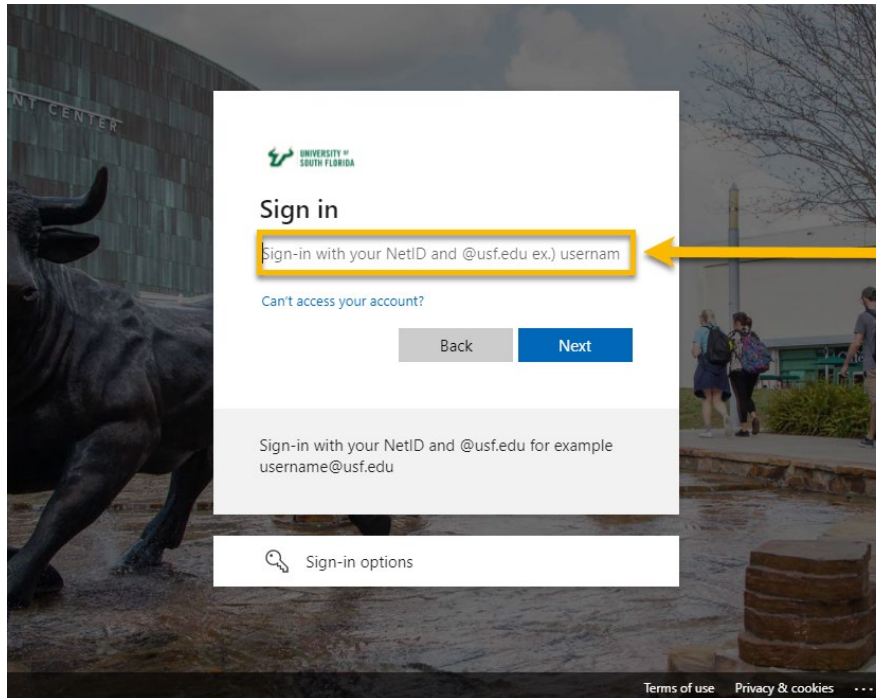 NT CENTER
UNIVERSITY of
SOUTH FLORIDA
Sign in
Sign-in with your NetID and @usf.edu ex.) usernam
Can't access your account?
Back
Next
Sign-in with your NetID and @usf.edu for example
username@usf.edu
Sign-in options
Terms of use
Privacy & cookies
...